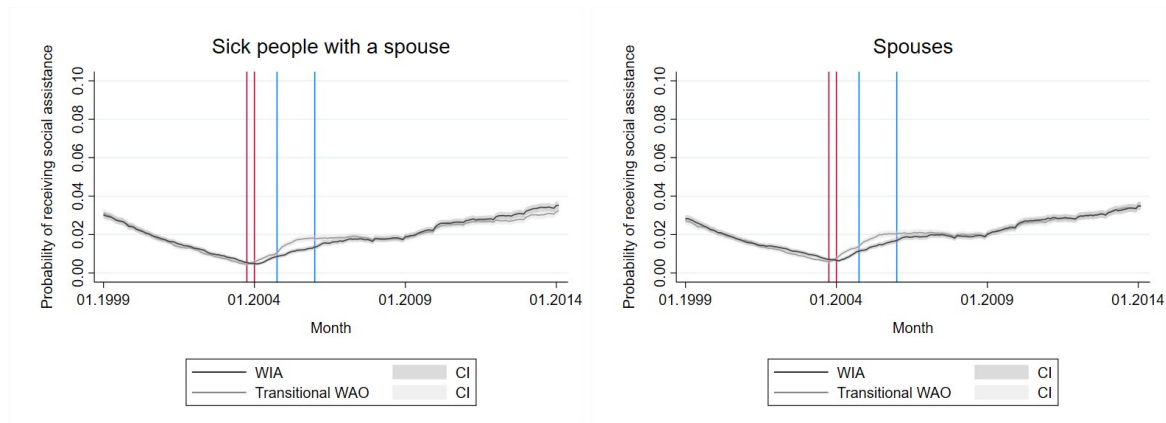 Sick people with a spouse
Probability of receiving social assistance
0.10
0.08
0.06
0.04
0.02
0.00
01.1999
01.2004
01.2009
01.2014
Month
WIA
CI
Transitional WAO
CI
Spouses
Probability of receiving social assistance
0.10
0.08
0.06
0.04
0.02
0.00
01.1999
01.2004
01.2009
01.2014
Month
WIA
CI
Transitional WAO
CI